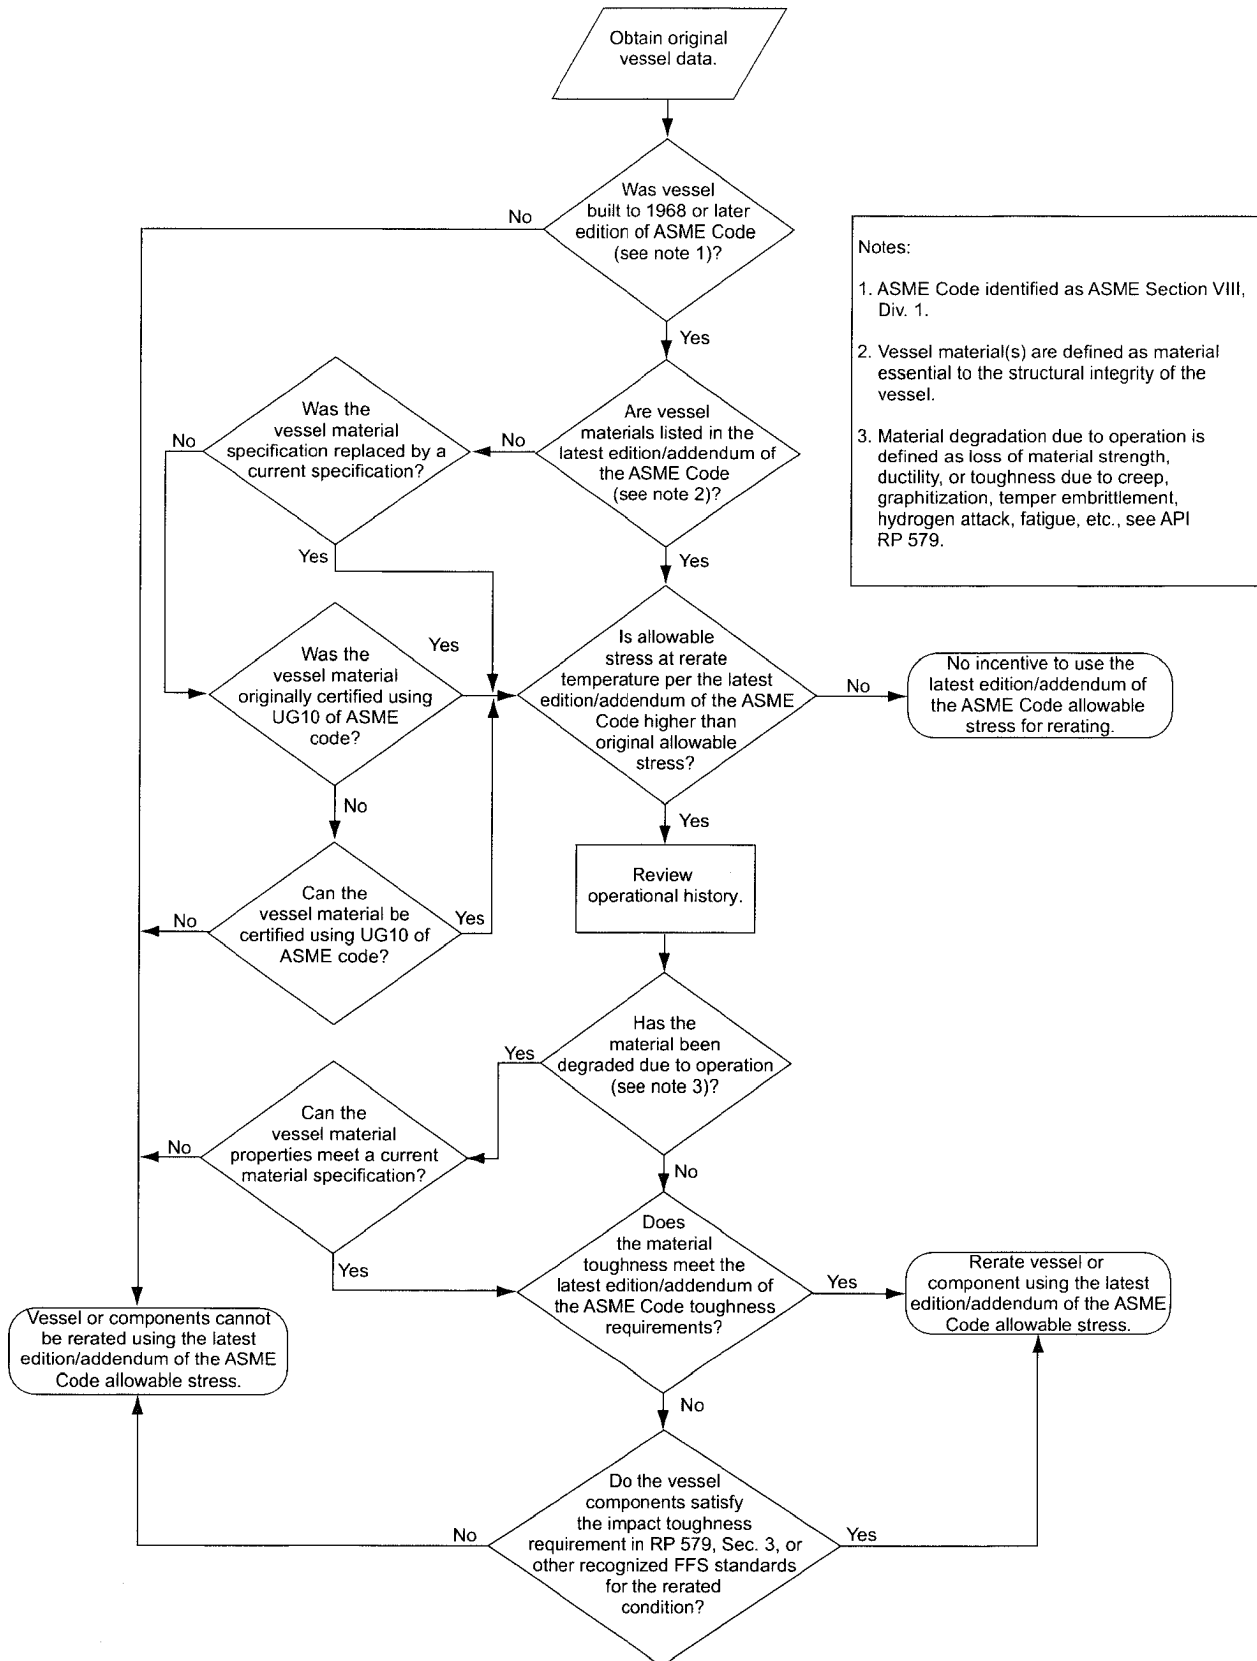 Obtain original
vessel data.
Was vessel
built to 1968 or later
edition of ASME Code
(see note 1)?
No
Yes
Notes:
1. ASME Code identified as ASME Section VIII,
Div. 1.
2. Vessel material(s) are defined as material
essential to the structural integrity of the
vessel.
3. Material degradation due to operation is
defined as loss of material strength,
ductility, or toughness due to creep,
graphitization, temper embrittlement,
hydrogen attack, fatigue, etc., see API
RP 579.
Are vessel
materials listed in the
latest edition/addendum of
the ASME Code
(see note 2)?
No
Yes
Was the
vessel material
specification replaced by a
current specification?
No
Yes
Was the
vessel material
originally certified using
UG10 of ASME
code?
Yes
No
Is allowable
stress at rerate
temperature per the latest
edition/addendum of the ASME
Code higher than
original allowable
stress?
No
Yes
No incentive to use the
latest edition/addendum of
the ASME Code allowable
stress for rerating.
Can the
vessel material be
certified using UG10 of
ASME code?
No
Yes
Review
operational history.
Has the
material been
degraded due to operation
(see note 3)?
Yes
No
Can the
vessel material
properties meet a current
material specification?
No
Yes
Does
the material
toughness meet the
latest edition/addendum of
the ASME Code toughness
requirements?
Yes
No
Rerate vessel or
component using the latest
edition/addendum of the ASME
Code allowable stress.
Vessel or components cannot
be rerated using the latest
edition/addendum of the ASME
Code allowable stress.
Do the vessel
components satisfy
the impact toughness
requirement in RP 579, Sec. 3, or
other recognized FFS standards
for the rerated
condition?
No
Yes